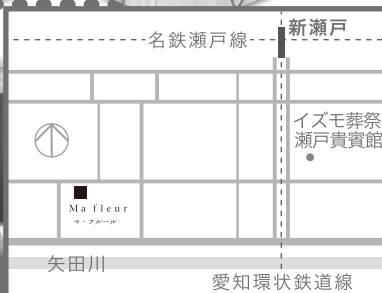 新瀬戸
名鉄瀬戸線
イズモ葬祭
瀬戸貴賓館
Ma fleur
マ・フルール
矢田川
愛知環状鉄道線